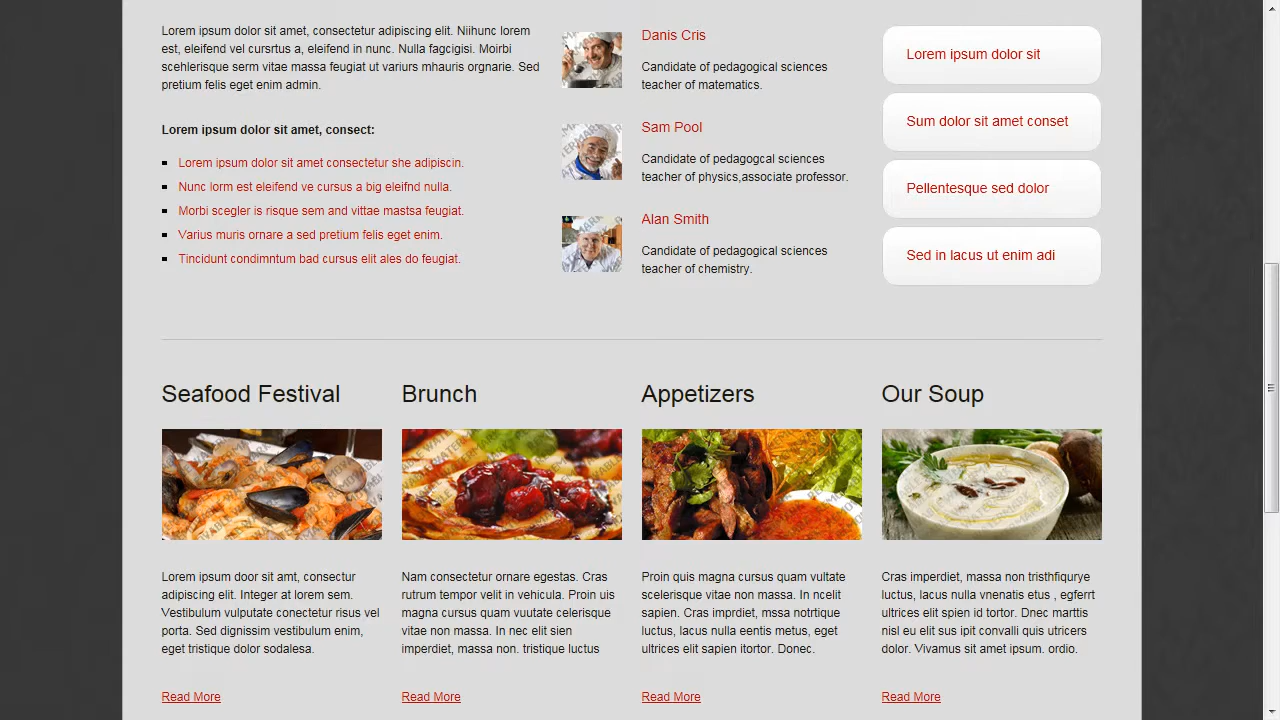 Lorem ipsum dolor sit amet, consectetur adipiscing elit. Niihunc lorem
est, eleifend vel cursrtus a, eleifend in nunc. Nulla fagcigisi. Moirbi
scehlerisque serm vitae massa feugiat ut variurs mhauris orgnarie. Sed
pretium felis eget enim admin.
Lorem ipsum dolor sit amet, consect:
Lorem ipsum dolor sit amet consectetur she adipiscin.
Nunc lorm est eleifend ve cursus a big eleifnd nulla.
Morbi scegler is risque sem and vittae mastsa feugiat.
Varius muris ornare a sed pretium felis eget enim.
Tincidunt condimntum bad cursus elit ales do feugiat.
Danis Cris
Candidate of pedagogical sciences
teacher of matematics.
Sam Pool
Candidate of pedagogcal sciences
teacher of physics,associate professor.
Alan Smith
Candidate of pedagogical sciences
teacher of chemistry.
Lorem ipsum dolor sit
Sum dolor sit amet conset
Pellentesque sed dolor
Sed in lacus ut enim adi
Seafood Festival
Lorem ipsum door sit amt, consectur
adipiscing elit. Integer at lorem sem.
Vestibulum vulputate conectetur risus vel
porta. Sed dignissim vestibulum enim,
eget tristique dolor sodalesa.
Read More
Brunch
Nam consectetur ornare egestas. Cras
rutrum tempor velit in vehicula. Proin uis
magna cursus quam vuutate celerisque
vitae non massa. In nec elit sien
imperdiet, massa non. tristique luctus
Read More
Appetizers
Proin quis magna cursus quam vultate
scelerisque vitae non massa. In ncelit
sapien. Cras imprdiet, mssa notrtique
luctus, lacus nulla eentis metus, eget
ultrices elit sapien itortor. Donec.
Read More
Our Soup
Cras imperdiet, massa non tristhfiqurye
luctus, lacus nulla vnenatis etus , egferrt
ultrices elit spien id tortor. Dnec marttis
nisl eu elit sus ipit convalli quis utricers
dolor. Vivamus sit amet ipsum. ordio.
Read More